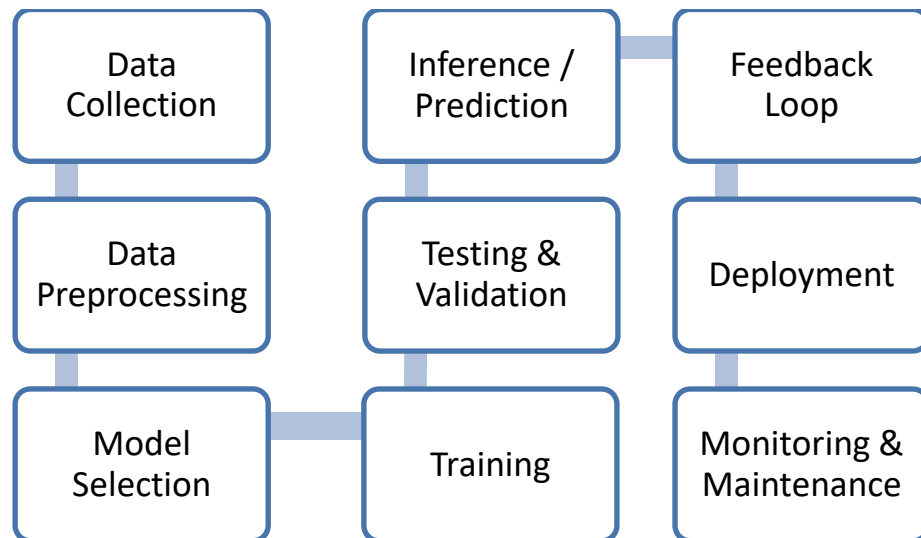 Data
Collection
Data
Preprocessing
Model
Selection
Training
Testing &
Validation
Inference /
Prediction
Feedback
Loop
Deployment
Monitoring &
Maintenance